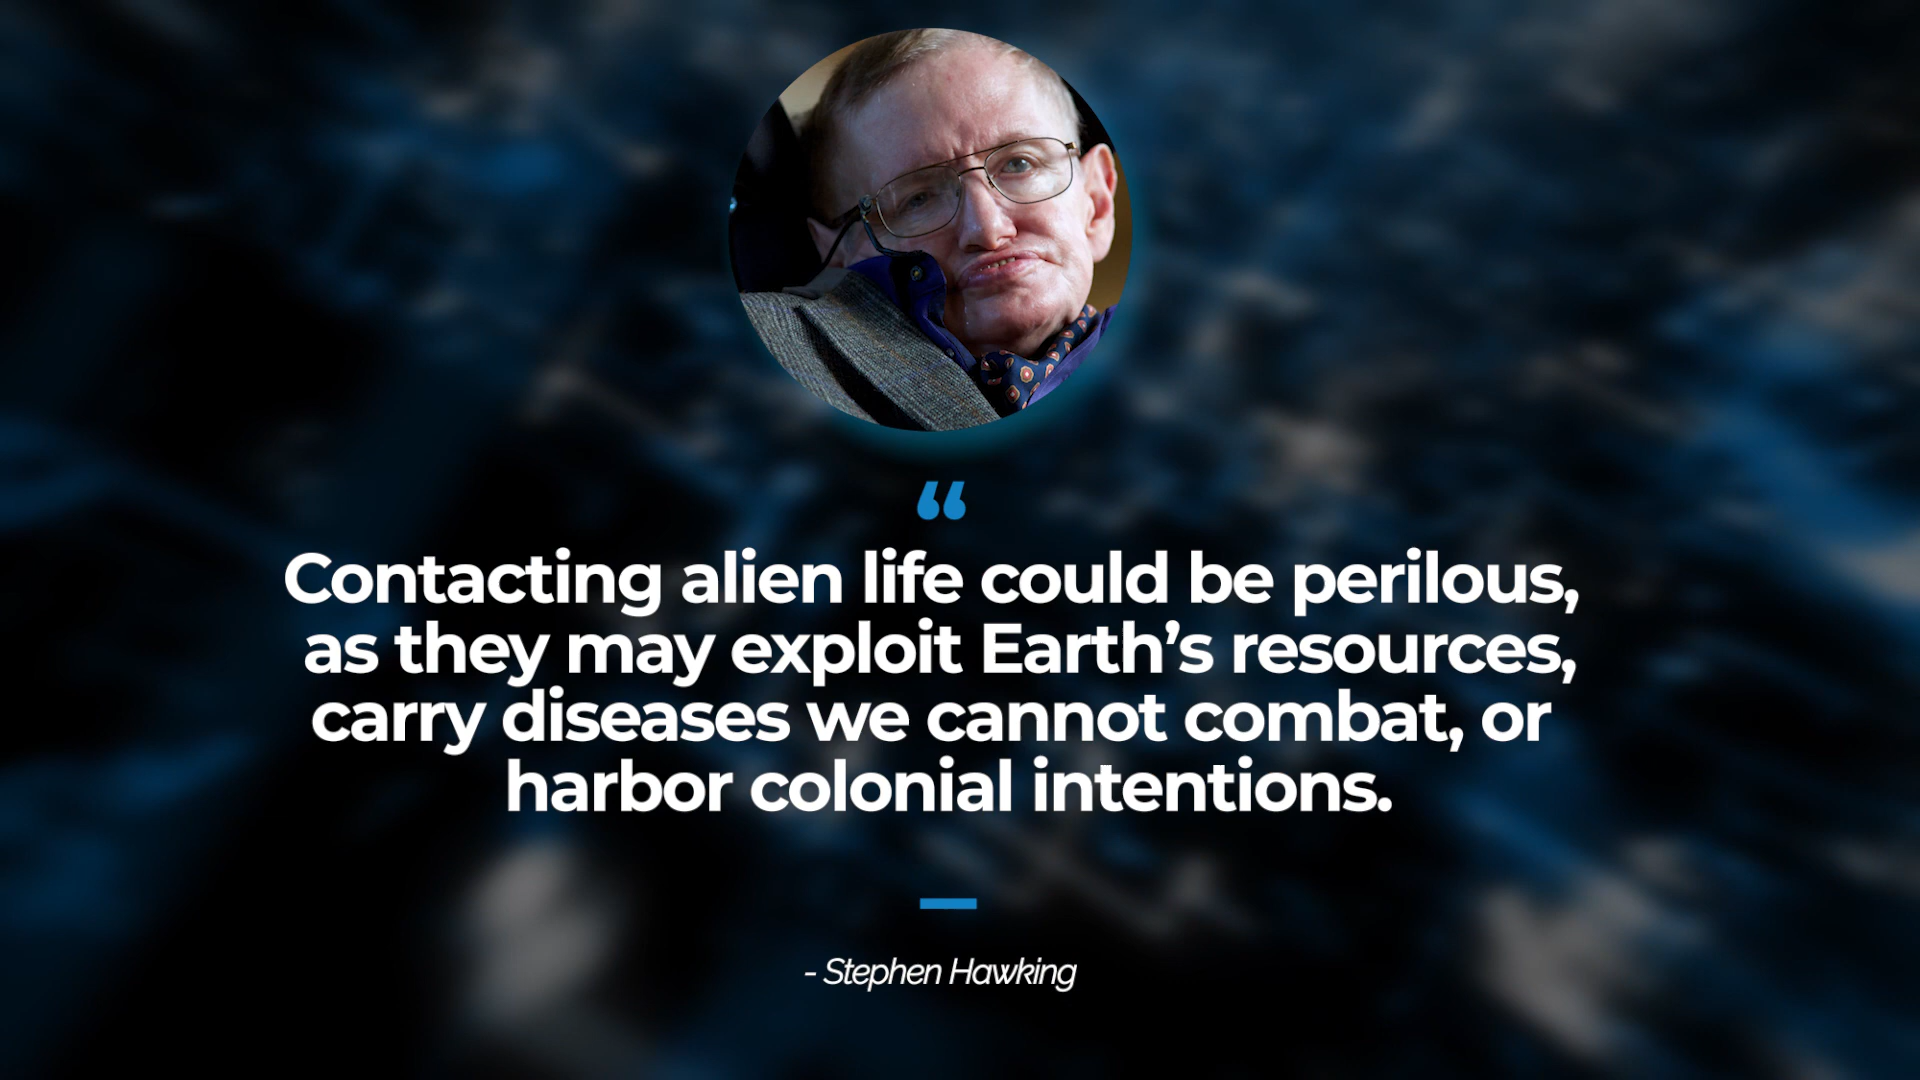 “
Contacting alien life could be perilous,
as they may exploit Earth’s resources,
carry diseases we cannot combat, or
harbor colonial intentions.
- Stephen Hawking